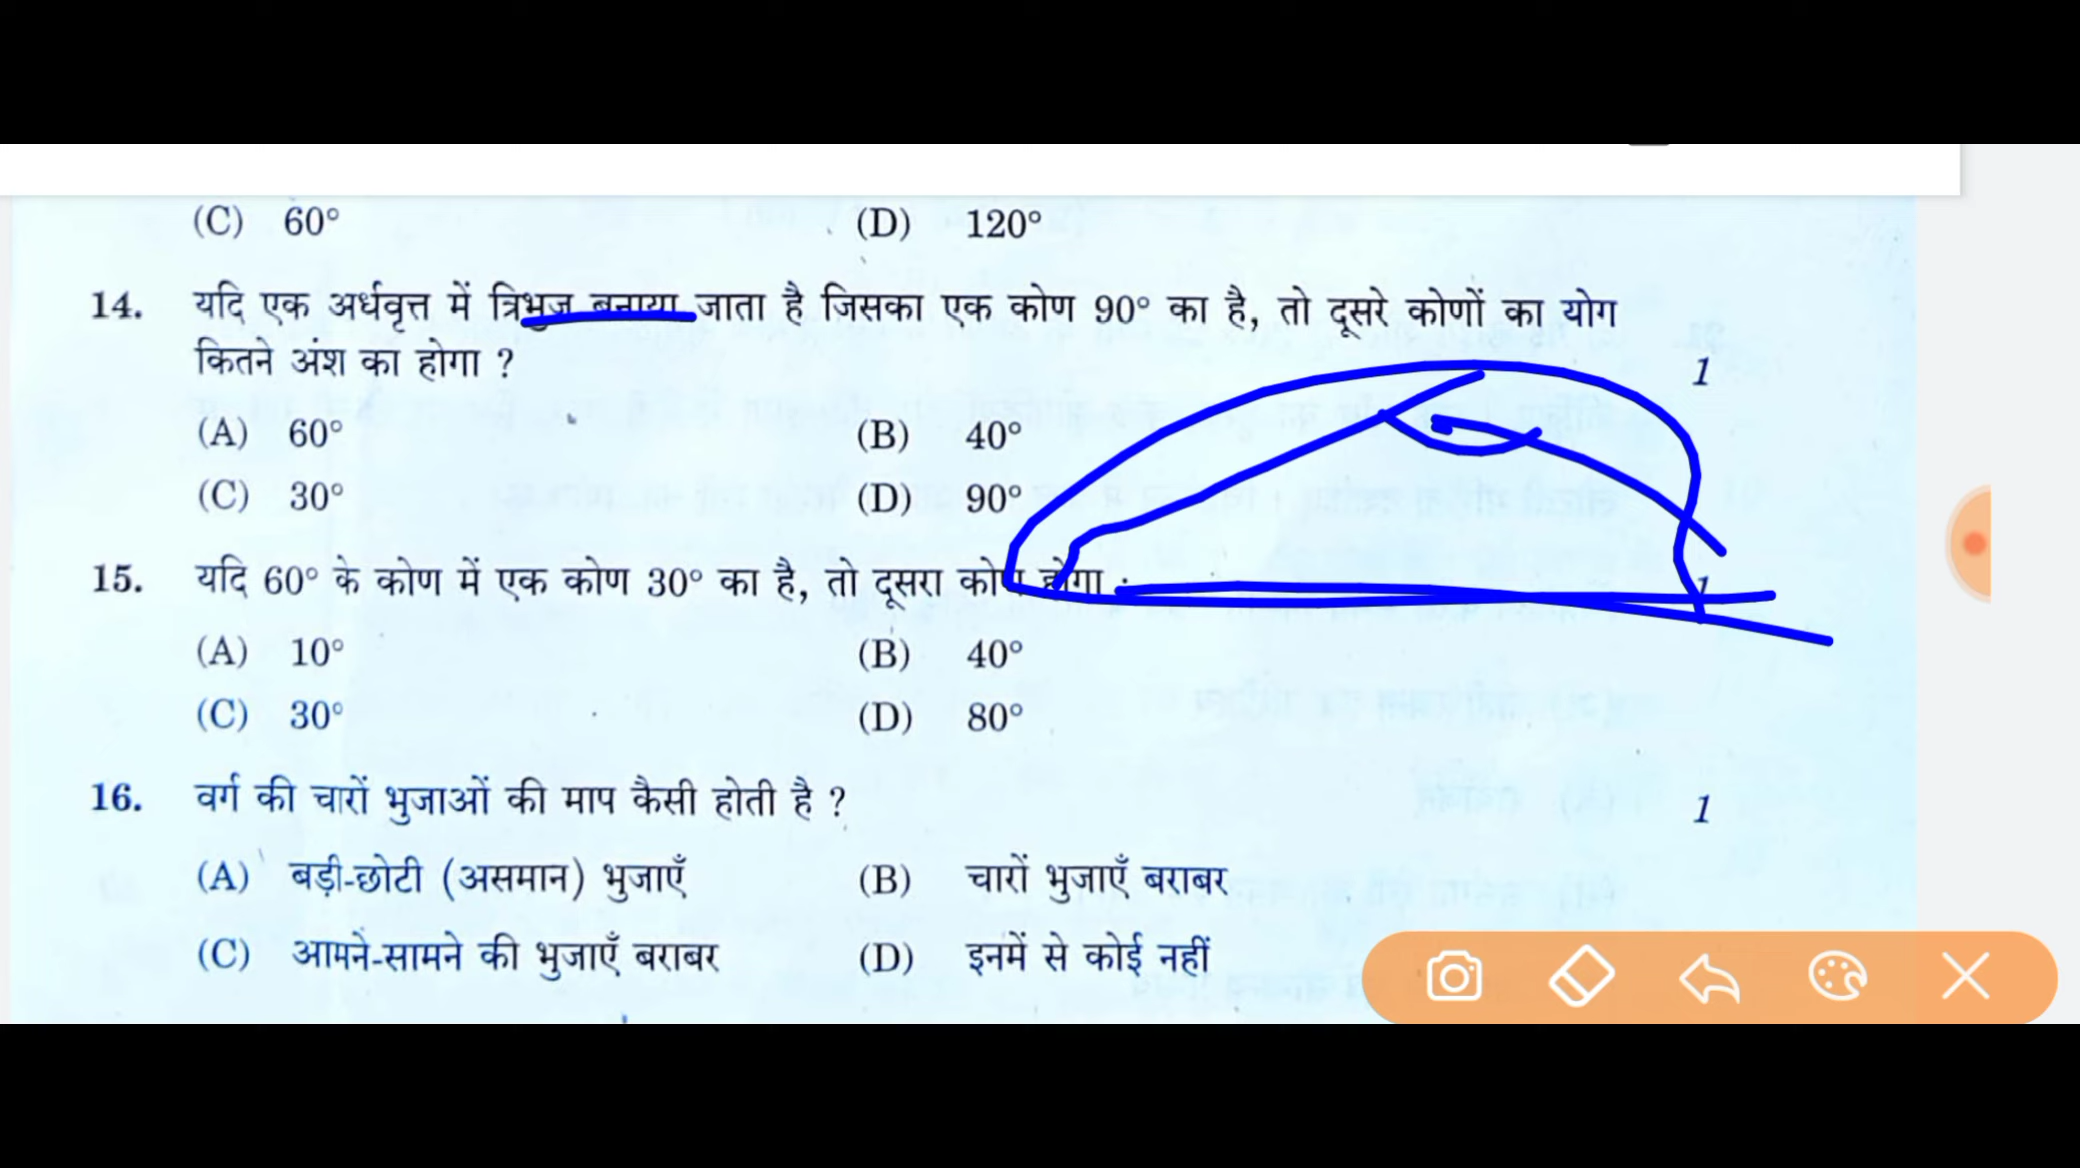 (C) 60° (D) 120°
14. यदि एक अर्धवृत्त में त्रिभुज बनाया जाता है जिसका एक कोण 90° का है, तो दूसरे कोणों का योग
कितने अंश का होगा ? 1
(A) 60° (B) 40°
(C) 30° (D) 90°
15. यदि 60° के कोण में एक कोण 30° का है, तो दूसरा कोण होगा : 1
(A) 10° (B) 40°
(C) 30° (D) 80°
16. वर्ग की चारों भुजाओं की माप कैसी होती है ? 1
(A) बड़ी-छोटी (असमान) भुजाएँ (B) चारों भुजाएँ बराबर
(C) आमने-सामने की भुजाएँ बराबर (D) इनमें से कोई नहीं